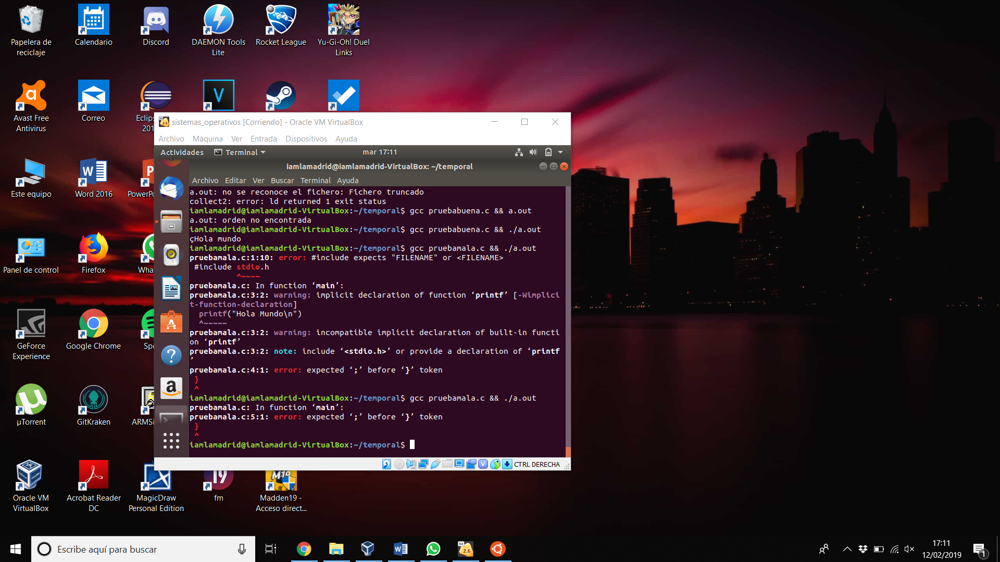 Papelera de
reciclaje
Calendario
Discord
DAEMON Tools
Lite
Rocket League
Yu-Gi-Oh! Duel
Links
Avast Free
Antivirus
Correo
Eclips
201
V
sistemas_operativos [Corriendo] - Oracle VM VirtualBox
Archivo Máquina Ver Entrada Dispositivos Ayuda
Actividades Terminal mar 17:11
iamlamadrid@iamlamadrid-VirtualBox: ~/temporal
Archivo Editar Ver Buscar Terminal Ayuda
a.out: no se reconoce el fichero: Fichero truncado
collect2: error: ld returned 1 exit status
iamlamadrid@iamlamadrid-VirtualBox:~/temporal$ gcc pruebabuena.c && a.out
a.out: orden no encontrada
iamlamadrid@iamlamadrid-VirtualBox:~/temporal$ gcc pruebabuena.c && ./a.out
çHola mundo
iamlamadrid@iamlamadrid-VirtualBox:~/temporal$ gcc pruebamala.c && ./a.out
pruebamala.c:1:10: error: #include expects "FILENAME" or <FILENAME>
 #include stdio.h
          ^~~~~
pruebamala.c: In function ‘main’:
pruebamala.c:3:2: warning: implicit declaration of function ‘printf’ [-Wimplici
t-function-declaration]
  printf("Hola Mundo\n")
  ^~~~~~
pruebamala.c:3:2: warning: incompatible implicit declaration of built-in functi
on ‘printf’
pruebamala.c:3:2: note: include ‘<stdio.h>’ or provide a declaration of ‘printf
’
pruebamala.c:4:1: error: expected ‘;’ before ‘}’ token
 }
 ^
iamlamadrid@iamlamadrid-VirtualBox:~/temporal$ gcc pruebamala.c && ./a.out
pruebamala.c: In function ‘main’:
pruebamala.c:5:1: error: expected ‘;’ before ‘}’ token
 }
 ^
iamlamadrid@iamlamadrid-VirtualBox:~/temporal$
CTRL DERECHA
Este equipo
Word 2016
PowerPo
Panel de control
Firefox
What
GeForce
Experience
Google Chrome
Spo
µTorrent
GitKraken
ARMSi
Oracle VM
VirtualBox
Acrobat Reader
DC
MagicDraw
Personal Edition
19
fm
M19
Madden19 -
Acceso direct...
Escribe aquí para buscar
64
2.6
17:11
12/02/2019
1